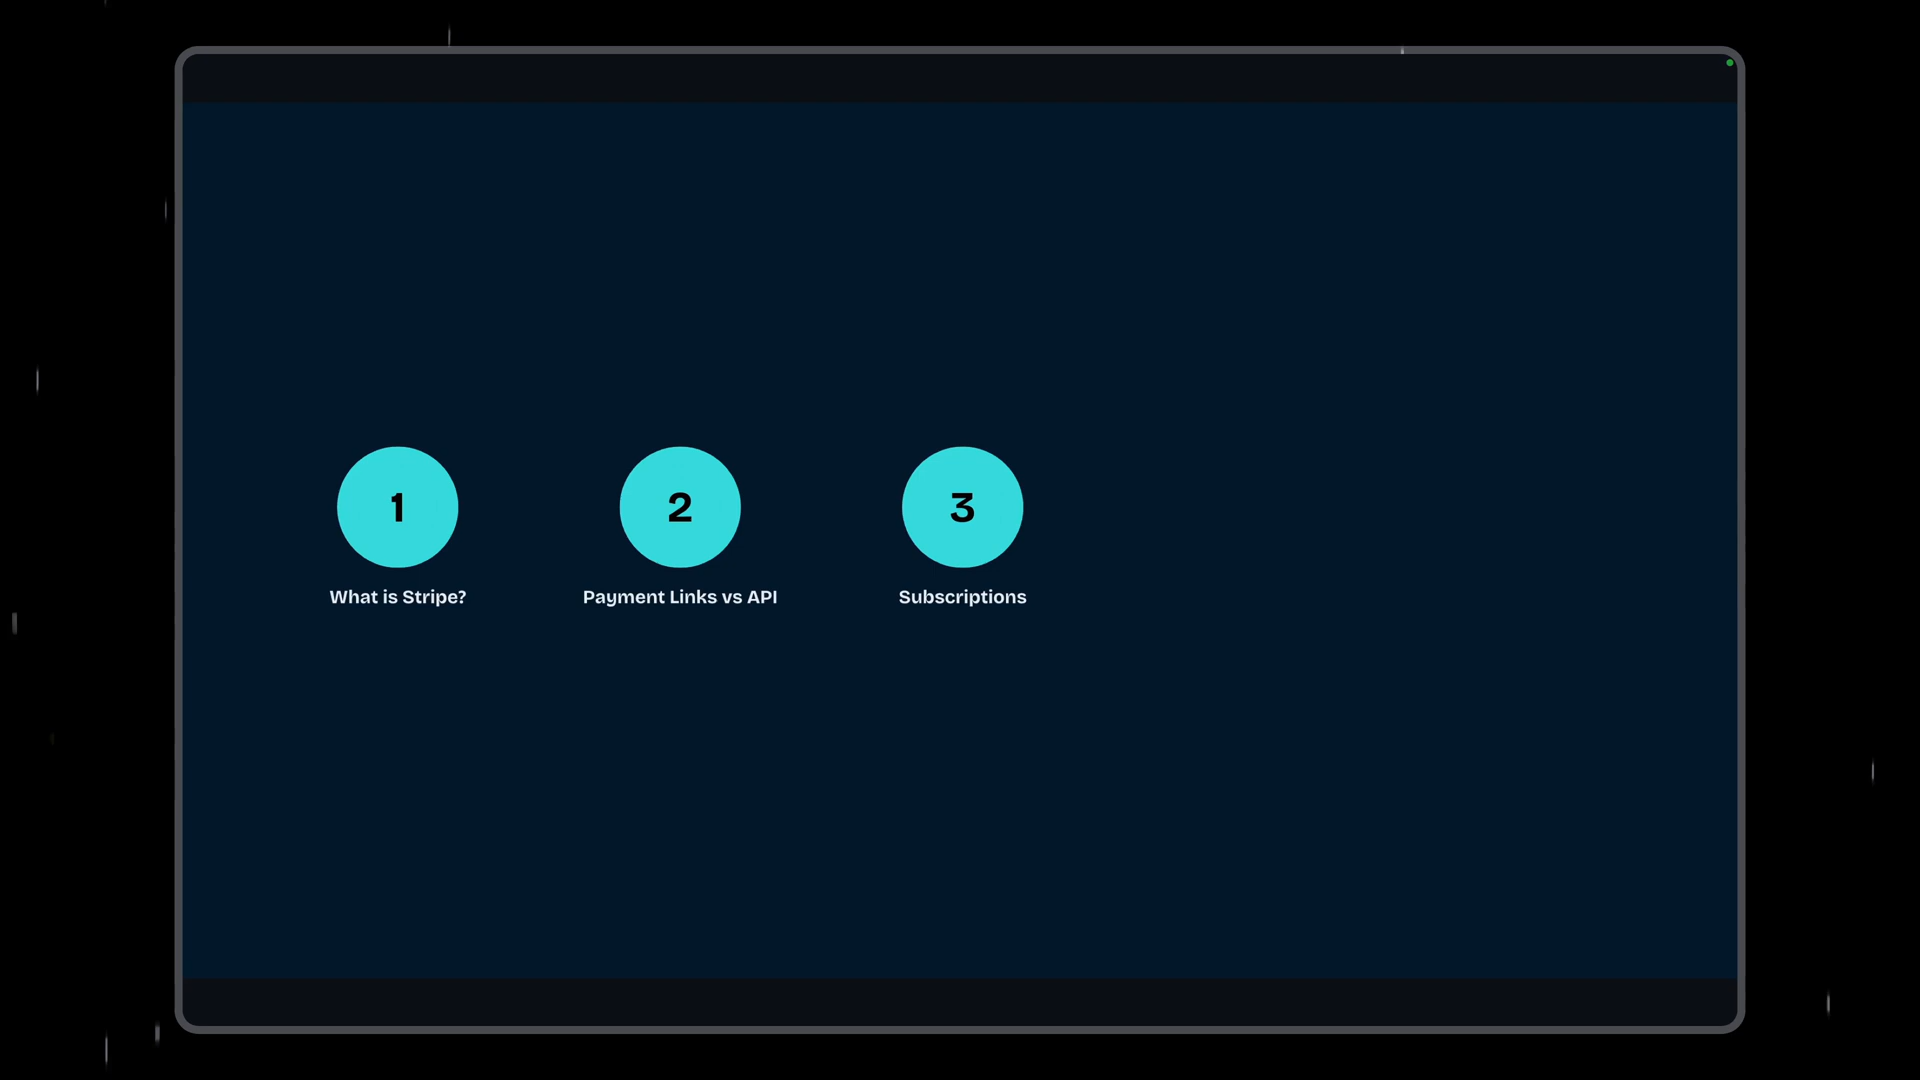 1
2
3
What is Stripe?
Payment Links vs API
Subscriptions